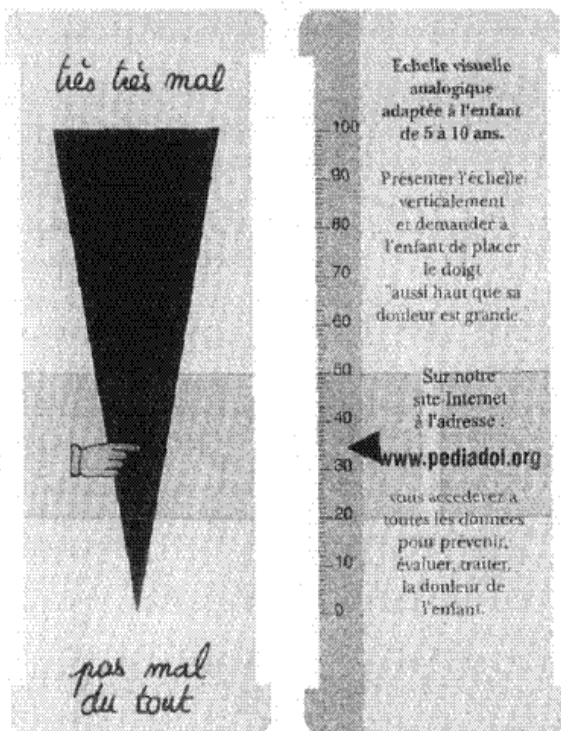 très très mal
pas mal
du tout
Echelle visuelle
analogique
adaptée à l'enfant
de 5 à 10 ans.
Présenter l'échelle
verticalement
et demander à
l'enfant de placer
le doigt
"aussi haut que sa
douleur est grande.
Sur notre
site Internet
à l'adresse :
www.pediadol.org
vous accéderez à
toutes les données
pour prévenir,
évaluer, traiter,
la douleur de
l'enfant.
100
90
80
70
60
50
40
30
20
10
0